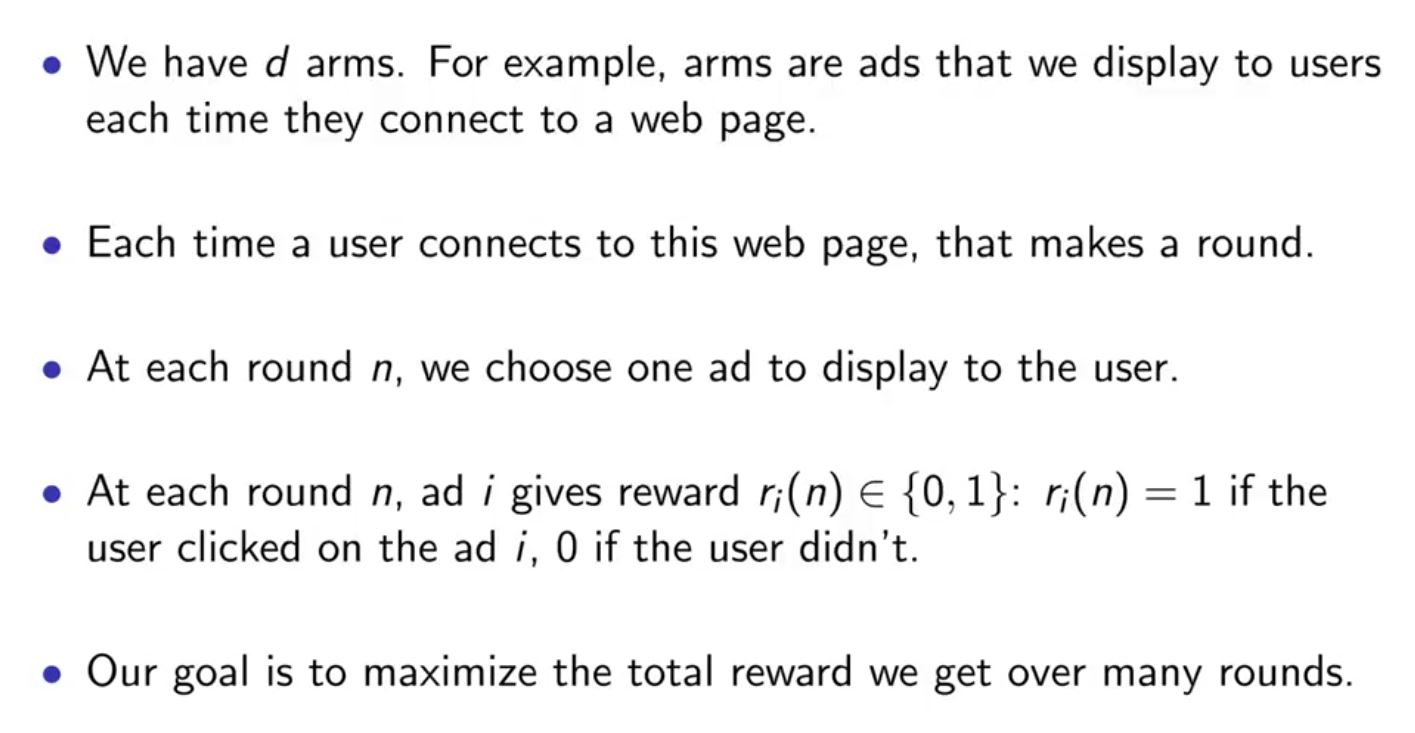 • We have d arms. For example, arms are ads that we display to users
each time they connect to a web page.
• Each time a user connects to this web page, that makes a round.
• At each round n, we choose one ad to display to the user.
• At each round n, ad i gives reward rᵢ(n) ∈ {0, 1}: rᵢ(n) = 1 if the
user clicked on the ad i, 0 if the user didn't.
• Our goal is to maximize the total reward we get over many rounds.